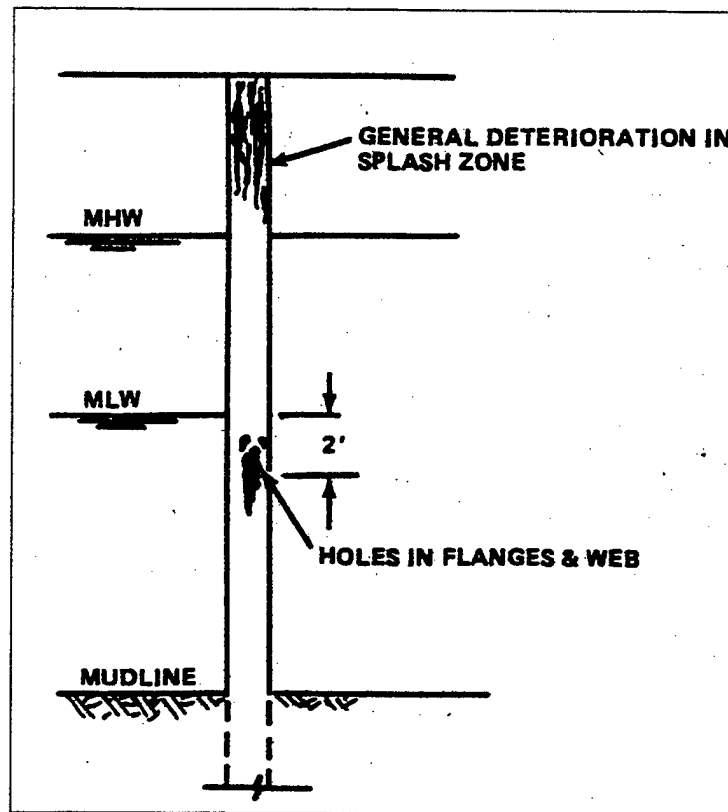 GENERAL DETERIORATION IN
SPLASH ZONE
MHW
MLW
2'
HOLES IN FLANGES & WEB
MUDLINE